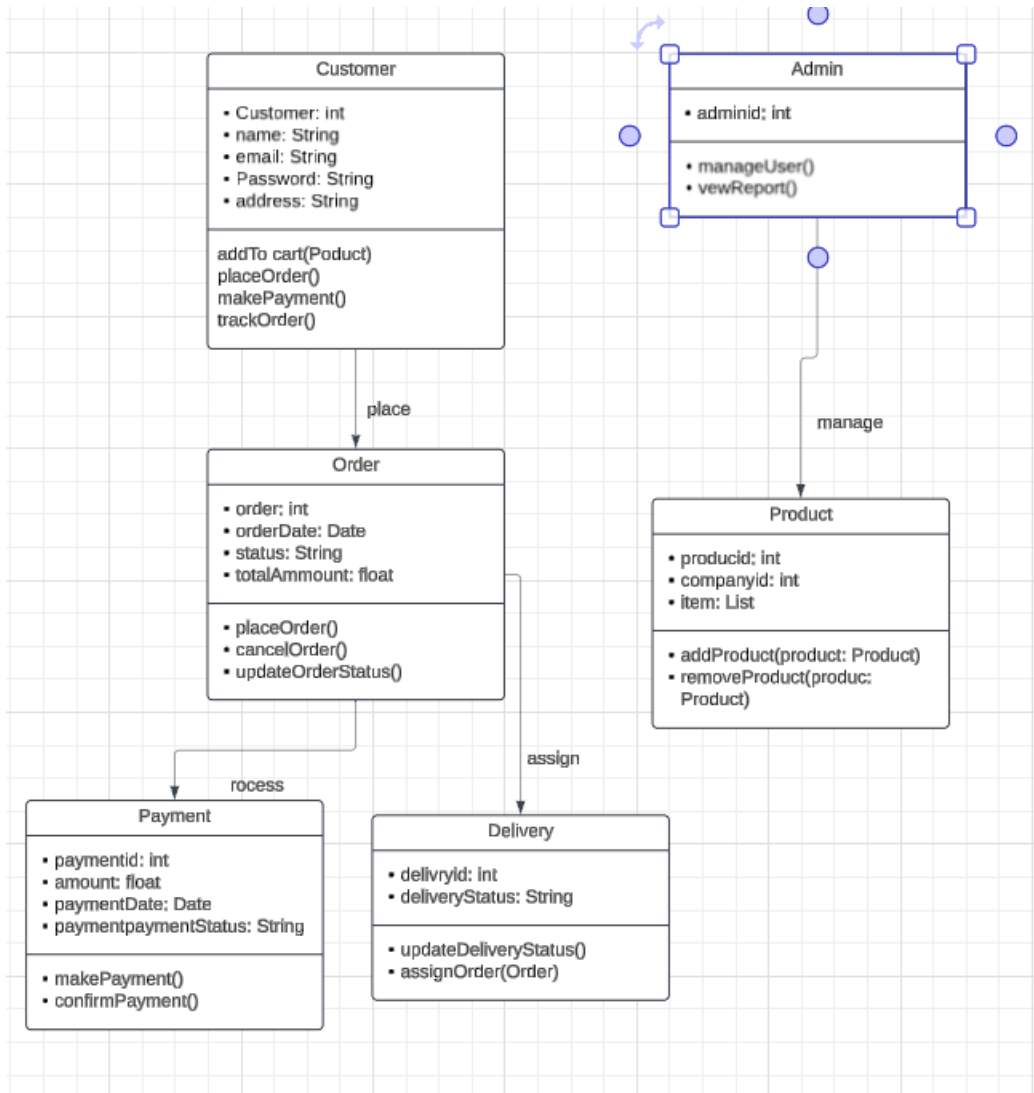 Customer
▪ Customer: int
▪ name: String
▪ email: String
▪ Password: String
▪ address: String
addTo cart(Poduct)
placeOrder()
makePayment()
trackOrder()
Admin
▪ adminid: int
▪ manageUser()
▪ vewReport()
place
manage
Order
▪ order: int
▪ orderDate: Date
▪ status: String
▪ totalAmmount: float
▪ placeOrder()
▪ cancelOrder()
▪ updateOrderStatus()
Product
▪ producid: int
▪ companyid: int
▪ item: List
▪ addProduct(product: Product)
▪ removeProduct(produc:
Product)
rocess
assign
Payment
▪ paymentid: int
▪ amount: float
▪ paymentDate: Date
▪ paymentpaymentStatus: String
▪ makePayment()
▪ confirmPayment()
Delivery
▪ delivryid: int
▪ deliveryStatus: String
▪ updateDeliveryStatus()
▪ assignOrder(Order)